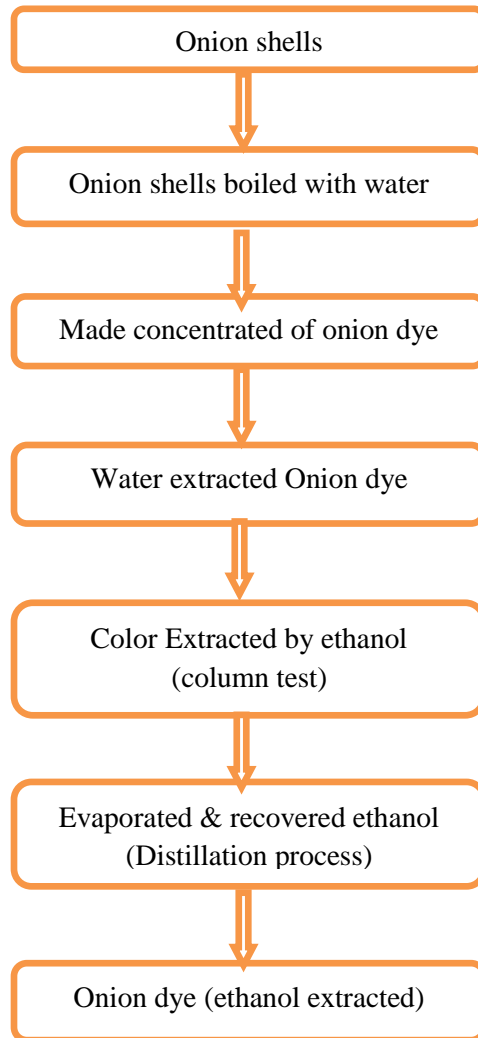 Onion shells
Onion shells boiled with water
Made concentrated of onion dye
Water extracted Onion dye
Color Extracted by ethanol
(column test)
Evaporated & recovered ethanol
(Distillation process)
Onion dye (ethanol extracted)